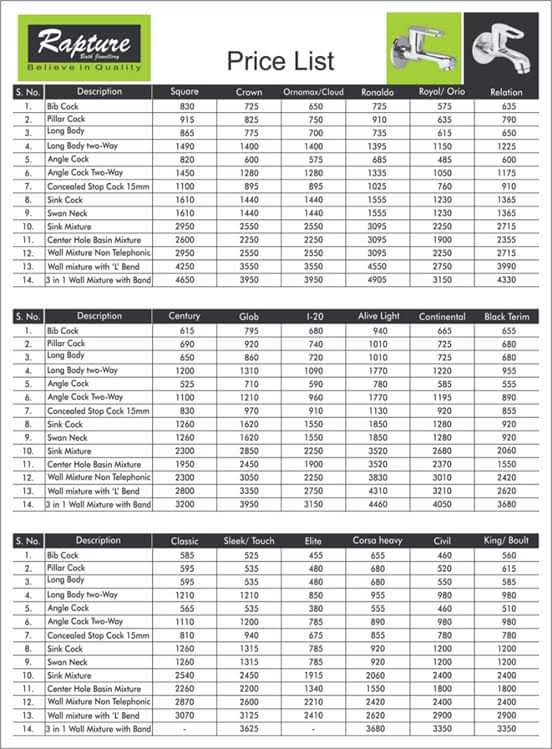 Rapture
Bath Jewellery
Believe in Quality
Price List
S. No. Description Square Crown Ornamax/Cloud Ronaldo Royal/ Orio Relation
1. Bib Cock 830 725 650 725 575 635
2. Pillar Cock 915 825 750 910 635 790
3. Long Body 865 775 700 735 615 650
4. Long Body two-Way 1490 1400 1400 1395 1150 1225
5. Angle Cock 820 600 575 685 485 600
6. Angle Cock Two-Way 1450 1280 1280 1335 1050 1175
7. Concealed Stop Cock 15mm 1100 895 895 1025 760 910
8. Sink Cock 1610 1440 1440 1555 1230 1365
9. Swan Neck 1610 1440 1440 1555 1230 1365
10. Sink Mixture 2950 2550 2550 3095 2250 2715
11. Center Hole Basin Mixture 2600 2250 2250 3095 1900 2355
12. Wall Mixture Non Telephonic 2950 2550 2550 3095 2250 2715
13. Wall mixture with 'L' Bend 4250 3550 3550 4550 2750 3990
14. 3 in 1 Wall Mixture with Band 4650 3950 3950 4905 3150 4330
S. No. Description Century Glob I-20 Alive Light Continental Black Terim
1. Bib Cock 615 795 680 940 665 655
2. Pillar Cock 690 920 740 1010 725 680
3. Long Body 650 860 720 1010 725 680
4. Long Body two-Way 1200 1310 1090 1770 1220 955
5. Angle Cock 525 710 590 780 585 555
6. Angle Cock Two-Way 1100 1210 960 1770 1195 890
7. Concealed Stop Cock 15mm 830 970 910 1130 920 855
8. Sink Cock 1260 1620 1550 1850 1280 920
9. Swan Neck 1260 1620 1550 1850 1280 920
10. Sink Mixture 2300 2850 2250 3520 2680 2060
11. Center Hole Basin Mixture 1950 2450 1900 3520 2370 1550
12. Wall Mixture Non Telephonic 2300 3050 2250 3830 3010 2420
13. Wall mixture with 'L' Bend 2800 3350 2750 4310 3210 2620
14. 3 in 1 Wall Mixture with Band 3200 3950 3150 4460 4050 3680
S. No. Description Classic Sleek/ Touch Elite Corsa heavy Civil King/ Boult
1. Bib Cock 585 525 455 655 460 560
2. Pillar Cock 595 535 480 680 520 615
3. Long Body 595 535 480 680 550 585
4. Long Body two-Way 1210 1210 850 955 980 980
5. Angle Cock 565 535 380 555 460 510
6. Angle Cock Two-Way 1110 1200 785 890 980 980
7. Concealed Stop Cock 15mm 810 940 675 855 780 780
8. Sink Cock 1260 1315 785 920 1200 1200
9. Swan Neck 1260 1315 785 920 1200 1200
10. Sink Mixture 2540 2450 1915 2060 2400 2400
11. Center Hole Basin Mixture 2260 2200 1340 1550 1800 1800
12. Wall Mixture Non Telephonic 2870 2600 2210 2420 2400 2400
13. Wall mixture with 'L' Bend 3070 3125 2410 2620 2900 2900
14. 3 in 1 Wall Mixture with Band - 3625 - 3680 3350 3350